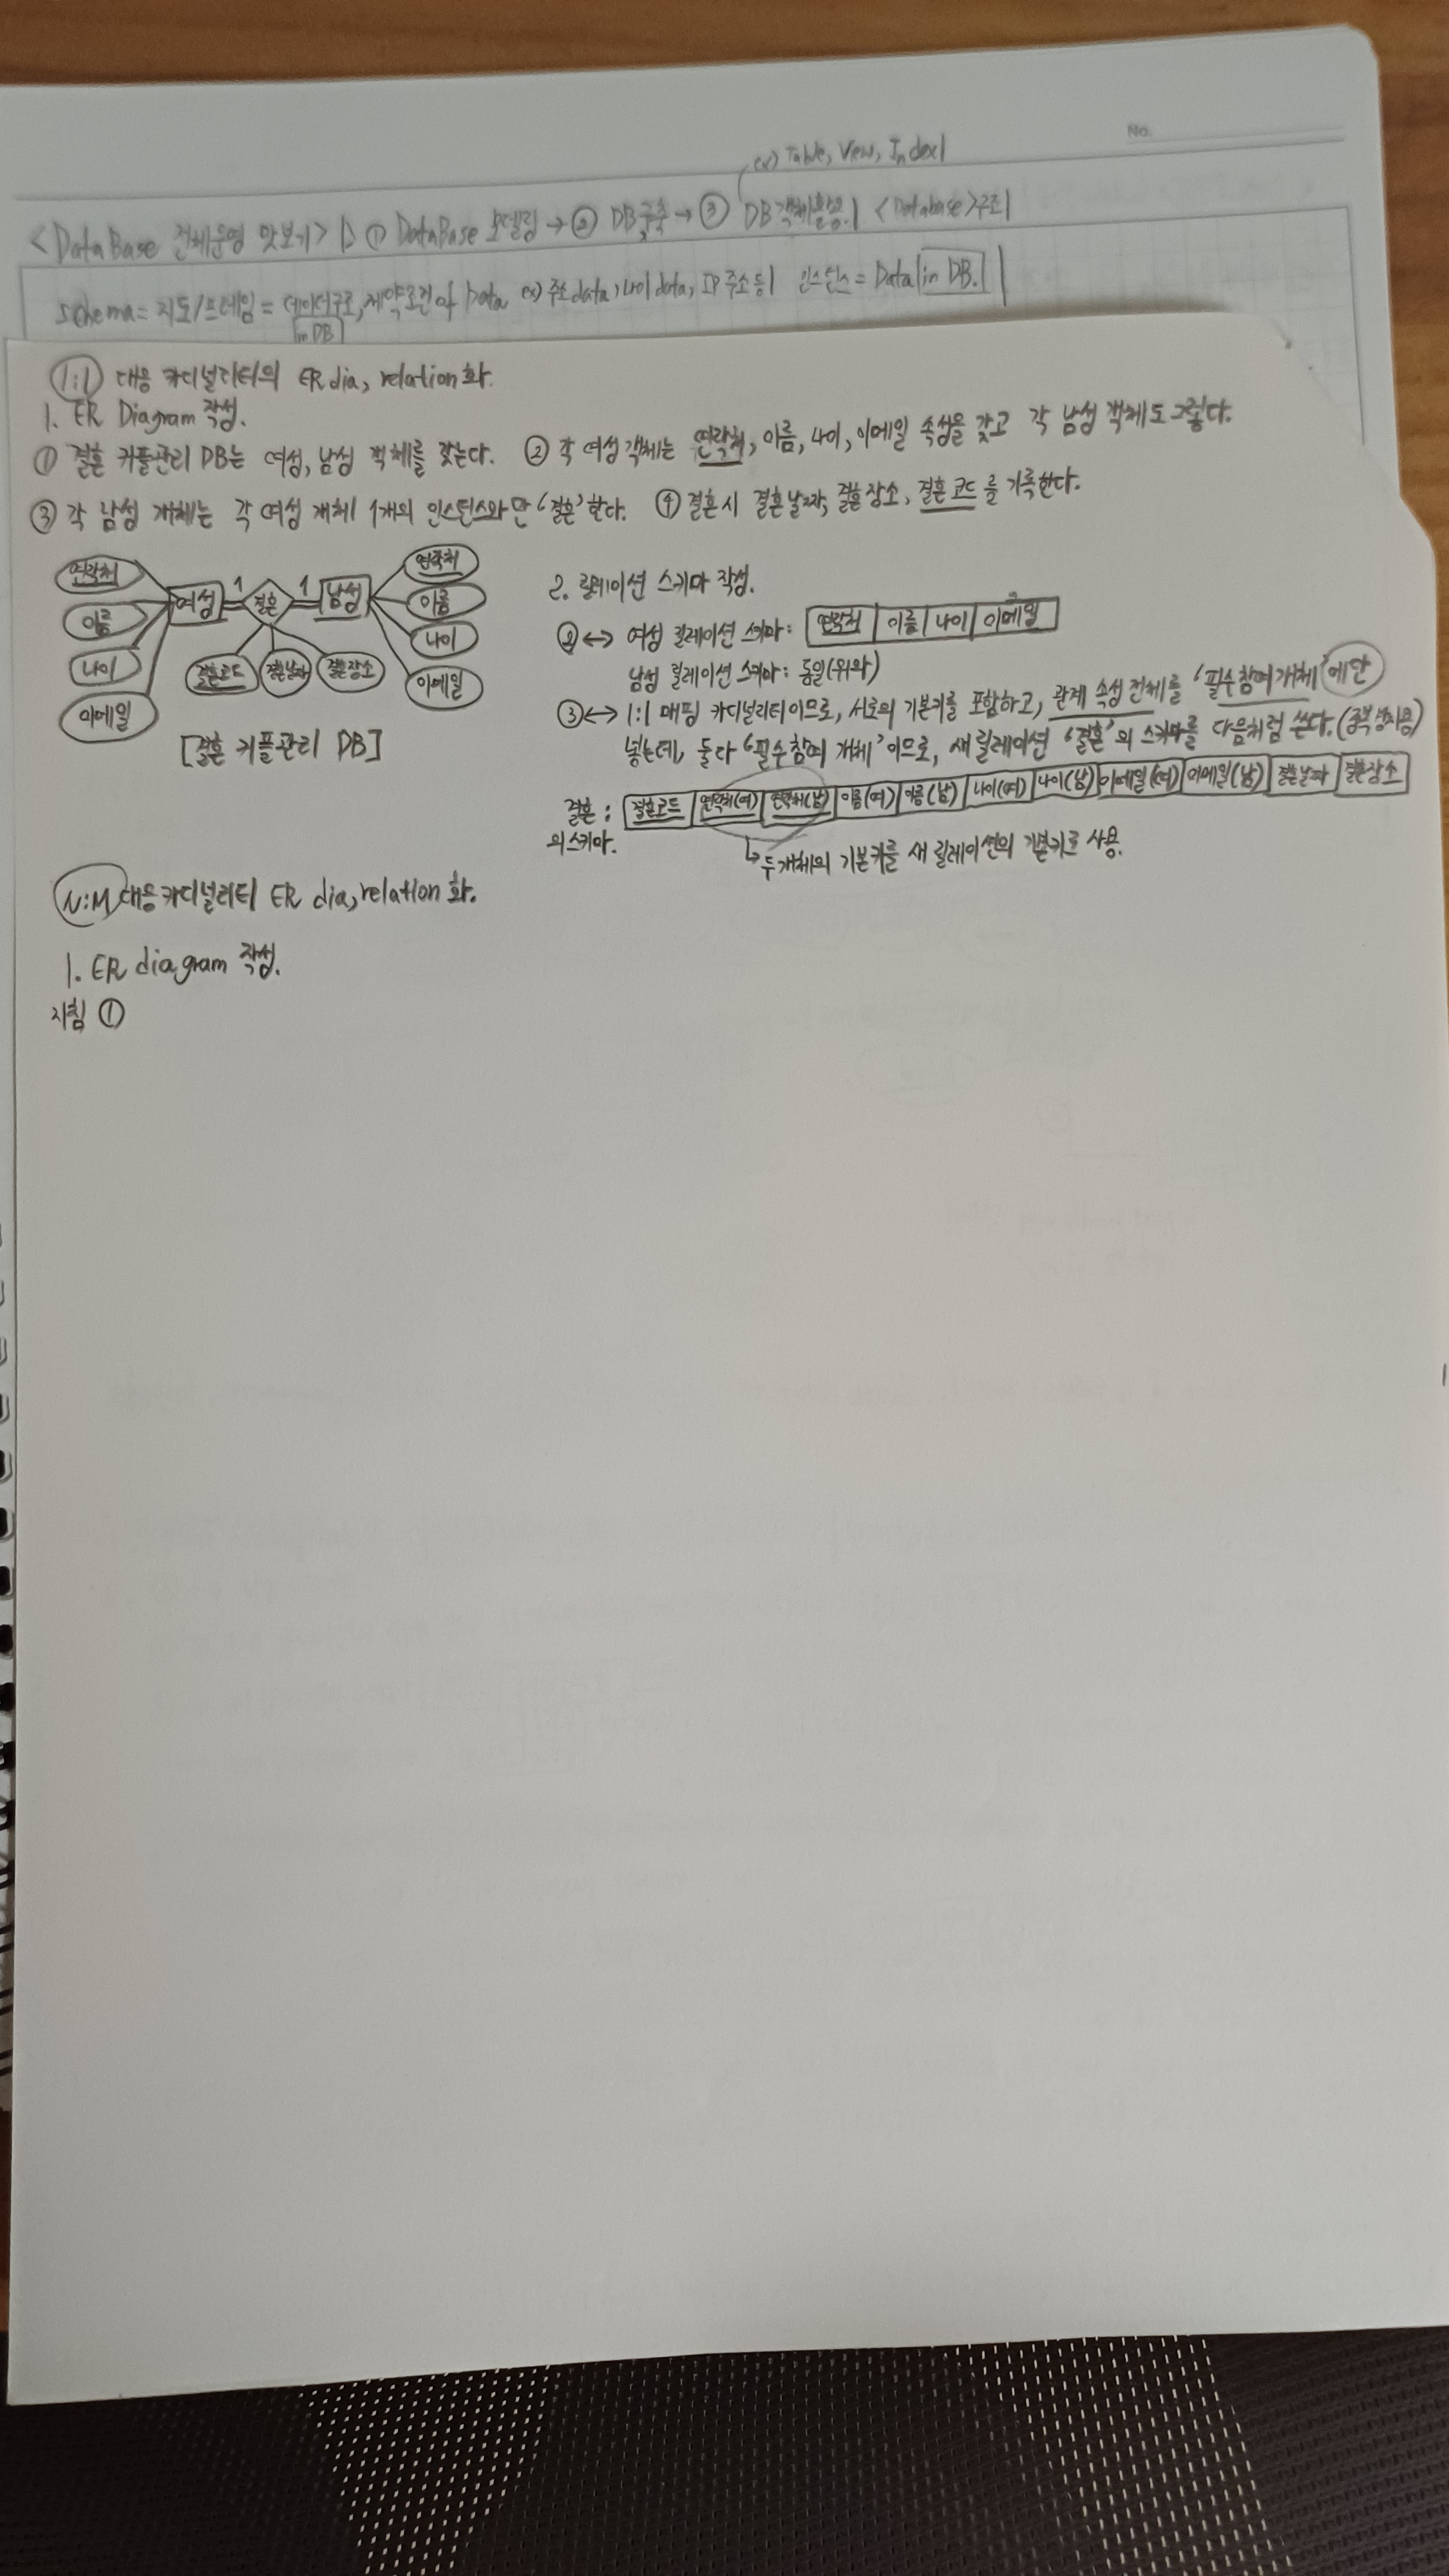 No.
ex) Table, View, Index |
<DataBase 전체운영 맛보기> ▷ ① DataBase 모델링 → ② DB구축 → ③ DB객체활용. | <Database>구조 |
schema = 지도/프레임 = 데이터구조, 제약조건 of Data ex) 주소data, 나이data, IP주소등 | 인스턴스 = Data in DB. |
in DB
1:1 대응 카디널리티의 ER dia, relation화.
1. ER Diagram 작성.
① 결혼 커플관리 DB는 여성, 남성 객체를 갖는다. ② 각 여성객체는 연락처, 이름, 나이, 이메일 속성을 갖고 각 남성 객체도 그렇다.
③ 각 남성 개체는 각 여성 개체 1개의 인스턴스와만 '결혼'한다. ④ 결혼시 결혼날짜, 결혼장소, 결혼코드를 기록한다.
연락처 이름 나이 이메일
여성 1 결혼 1 남성
연락처 이름 나이 이메일
결혼코드 결혼날짜 결혼장소
[결혼 커플관리 DB]
2. 릴레이션 스키마 작성.
②↔ 여성 릴레이션 스키마: 연락처 이름 나이 이메일
남성 릴레이션 스키마: 동일(위와)
③↔ 1:1 매핑 카디널리티이므로, 서로의 기본키를 포함하고, 관계 속성 전체를 '필수참여개체'에만
넣는데, 둘다 '필수참여 개체'이므로, 새 릴레이션 '결혼'의 스키마를 다음처럼 쓴다.
결혼 : 결혼코드 연락처(여) 연락처(남) 이름(여) 이름(남) 나이(여) 나이(남) 이메일(여) 이메일(남) 결혼날짜 결혼장소
의 스키마.
↳ 두개체의 기본키를 새 릴레이션의 기본키로 사용.
N:M 대응 카디널리티 ER dia, relation화.
1. ER diagram 작성.
지침 ①